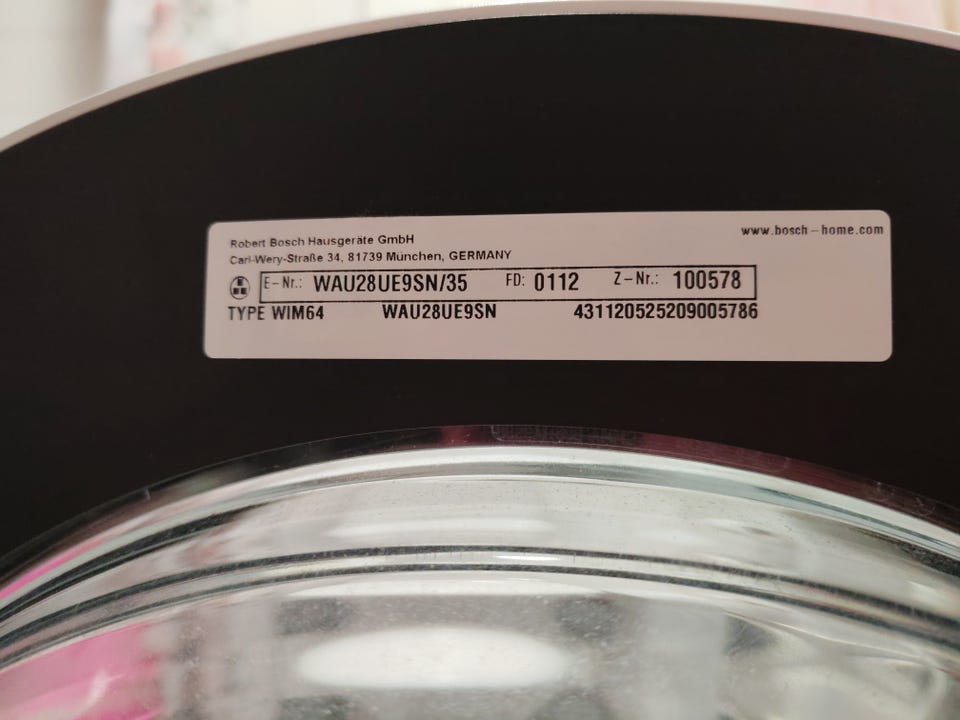 www.bosch-home.com
Robert Bosch Hausgeräte GmbH
Carl-Wery-Straße 34, 81739 München, GERMANY
E-Nr.: WAU28UE9SN/35 FD: 0112 Z-Nr.: 100578
TYPE WIM64 WAU28UE9SN 431120525209005786